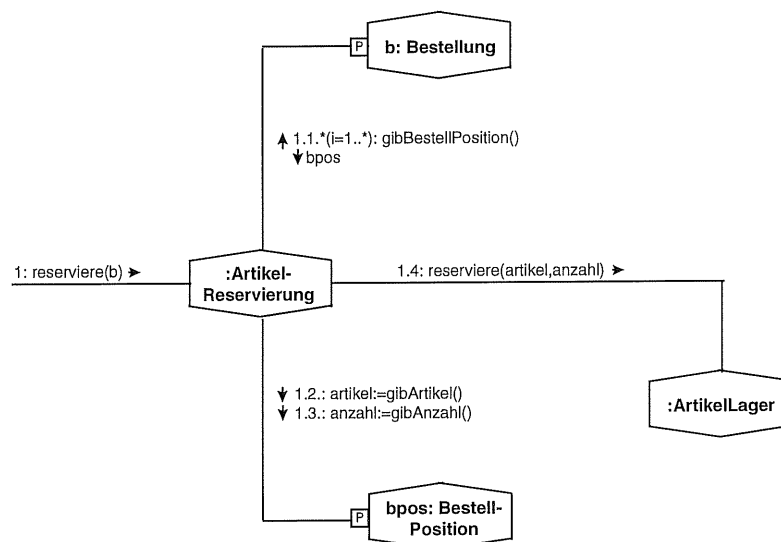 P
b: Bestellung
1.1.*(i=1..*): gibBestellPosition()
bpos
1: reserviere(b)
:Artikel-
Reservierung
1.4: reserviere(artikel,anzahl)
1.2.: artikel:=gibArtikel()
1.3.: anzahl:=gibAnzahl()
:ArtikelLager
P
bpos: Bestell-
Position